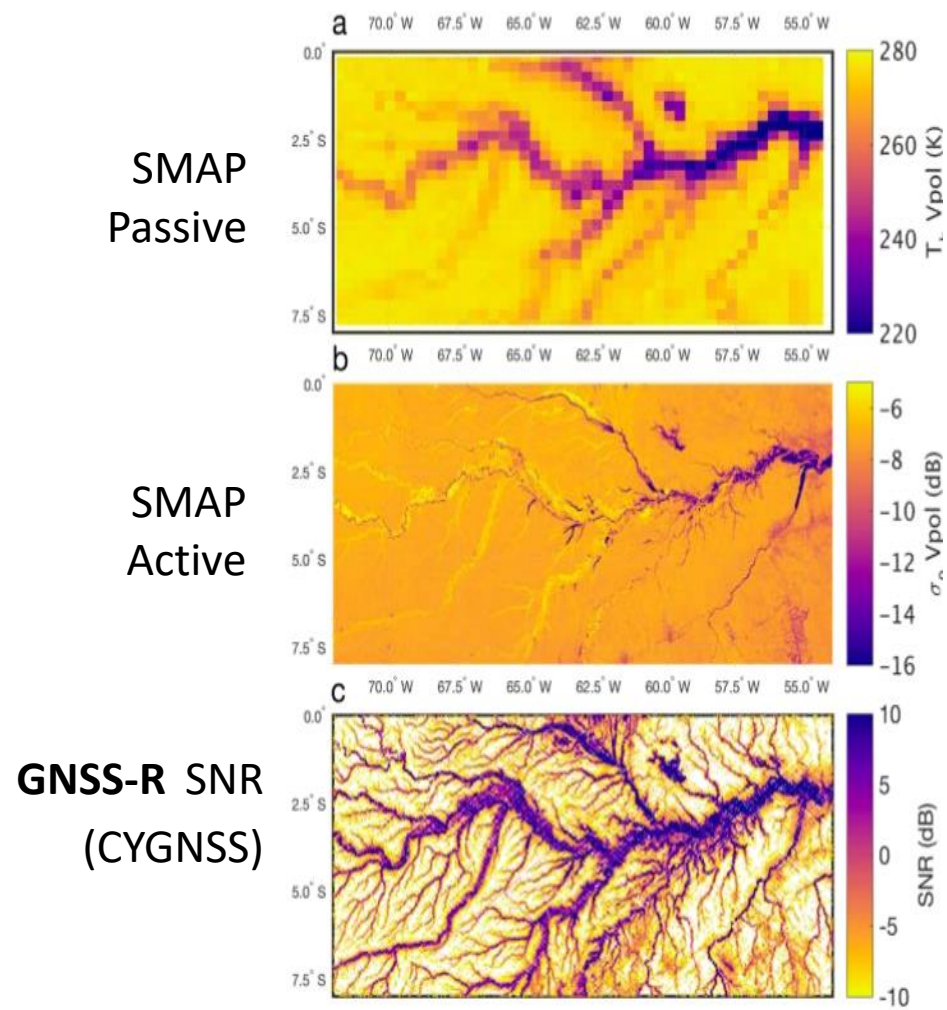 a
70.0° W 67.5° W 65.0° W 62.5° W 60.0° W 57.5° W 55.0° W
0.0°
2.5° S
5.0° S
7.5° S
280
260
240
220
T_b Vpol (K)
SMAP
Passive
b
70.0° W 67.5° W 65.0° W 62.5° W 60.0° W 57.5° W 55.0° W
0.0°
2.5° S
5.0° S
7.5° S
-6
-8
-10
-12
-14
-16
σ₀ Vpol (dB)
SMAP
Active
c
70.0° W 67.5° W 65.0° W 62.5° W 60.0° W 57.5° W 55.0° W
0.0°
2.5° S
5.0° S
7.5° S
10
5
0
-5
-10
SNR (dB)
GNSS-R SNR
(CYGNSS)